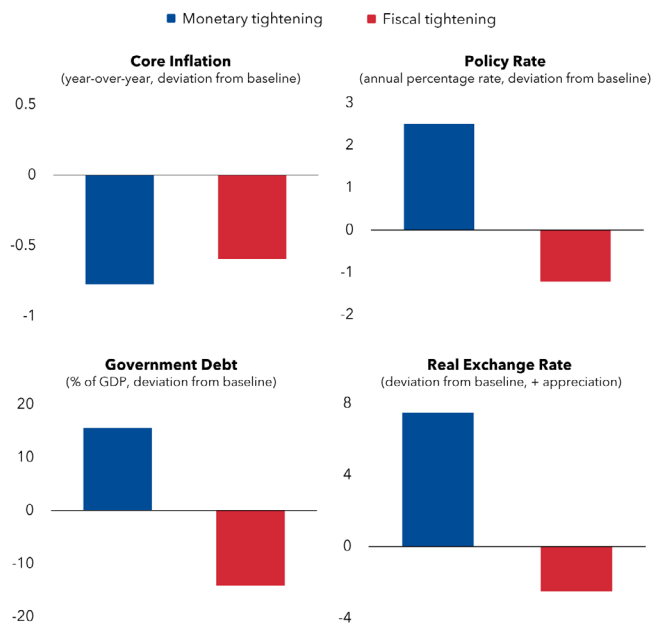 Monetary tightening Fiscal tightening
Core Inflation
(year-over-year, deviation from baseline)
0.5
0
-0.5
-1
Policy Rate
(annual percentage rate, deviation from baseline)
3
2
1
0
-1
-2
Government Debt
(% of GDP, deviation from baseline)
20
10
0
-10
-20
Real Exchange Rate
(deviation from baseline, + appreciation)
8
4
0
-4